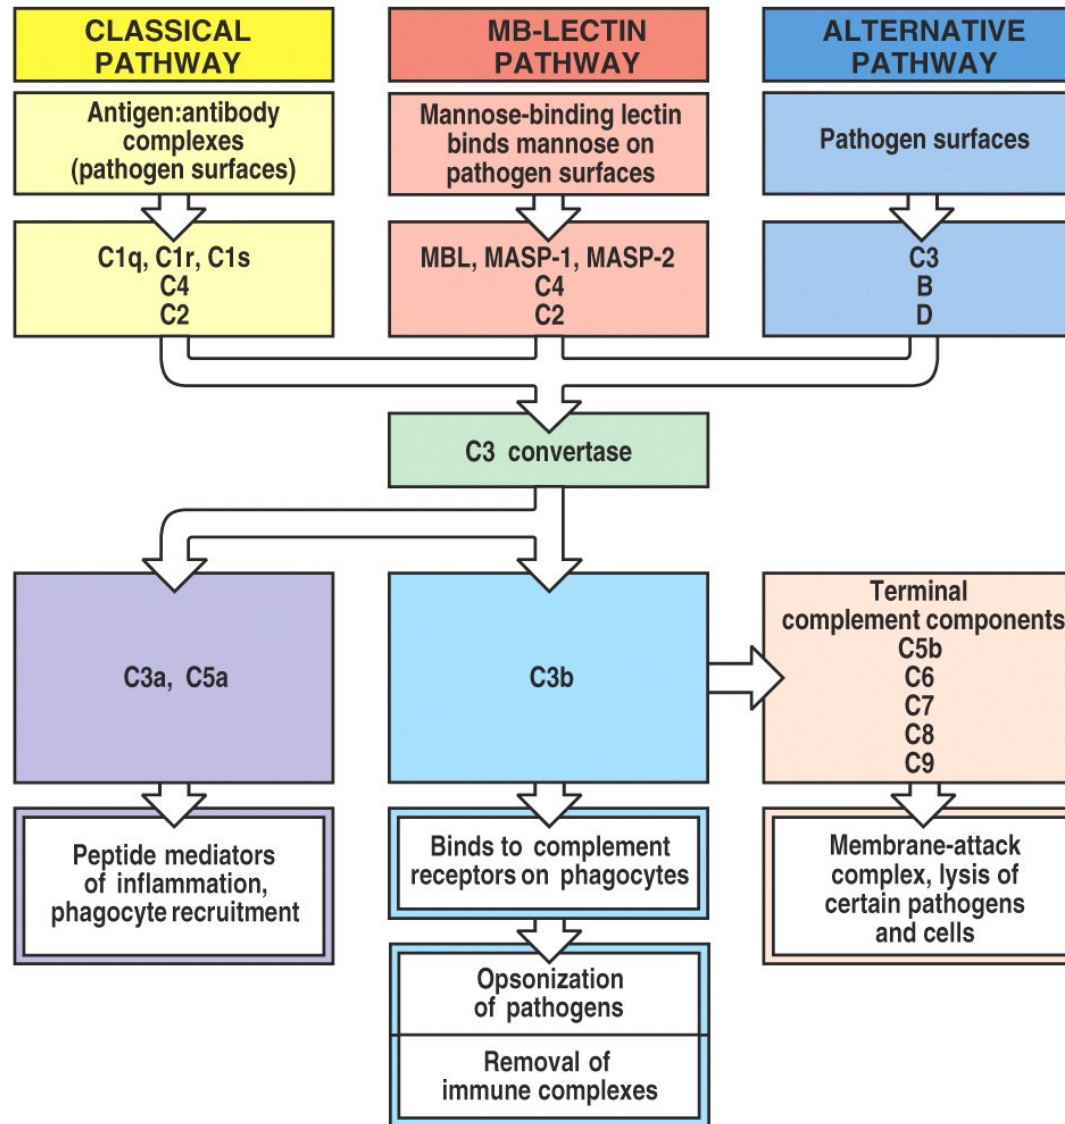 CLASSICAL
PATHWAY
MB-LECTIN
PATHWAY
ALTERNATIVE
PATHWAY
Antigen:antibody
complexes
(pathogen surfaces)
Mannose-binding lectin
binds mannose on
pathogen surfaces
Pathogen surfaces
C1q, C1r, C1s
C4
C2
MBL, MASP-1, MASP-2
C4
C2
C3
B
D
C3 convertase
C3a, C5a
C3b
Terminal
complement components
C5b
C6
C7
C8
C9
Peptide mediators
of inflammation,
phagocyte recruitment
Binds to complement
receptors on phagocytes
Membrane-attack
complex, lysis of
certain pathogens
and cells
Opsonization
of pathogens
Removal of
immune complexes